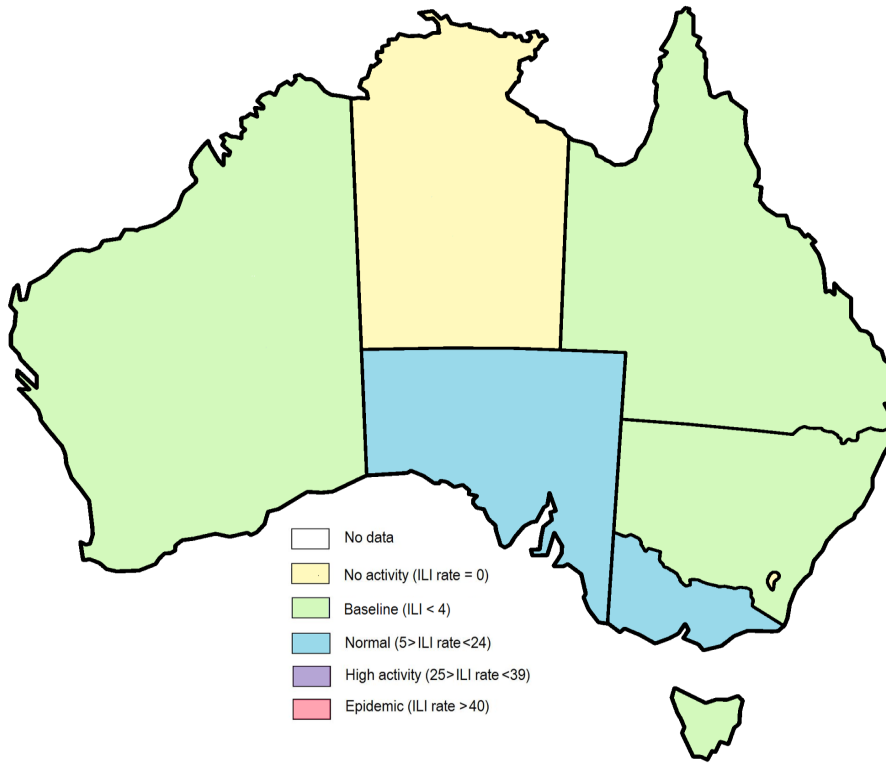 No data
No activity (ILI rate = 0)
Baseline (ILI < 4)
Normal (5>ILI rate<24)
High activity (25>ILI rate<39)
Epidemic (ILI rate >40)